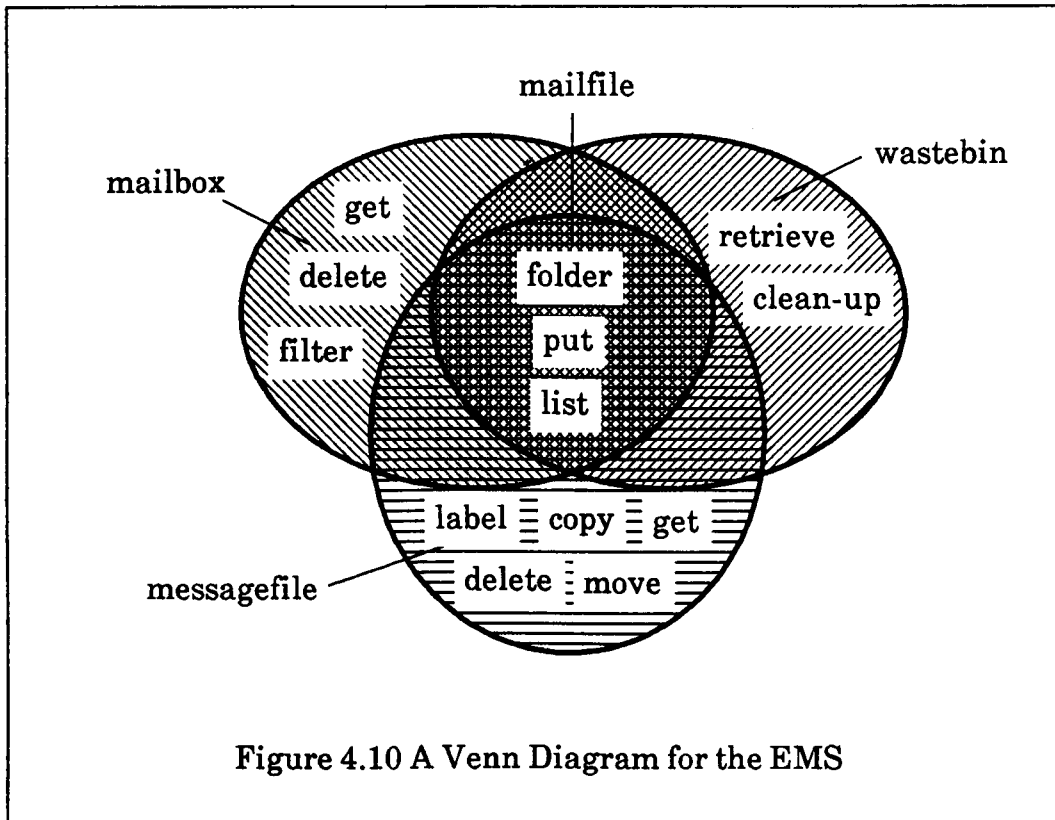 mailfile
wastebin
mailbox
get
retrieve
delete
folder
clean-up
put
filter
list
label copy get
delete move
messagefile
Figure 4.10 A Venn Diagram for the EMS